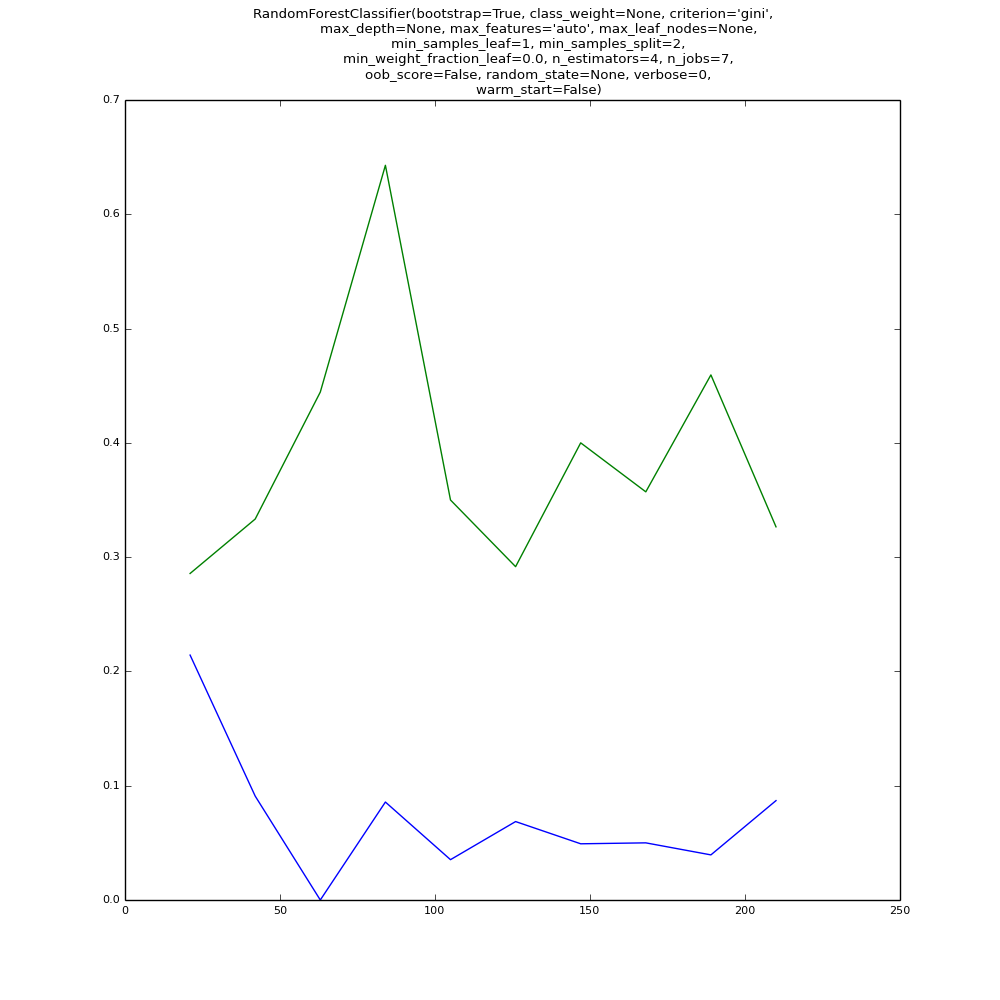 RandomForestClassifier(bootstrap=True, class_weight=None, criterion='gini',
max_depth=None, max_features='auto', max_leaf_nodes=None,
min_samples_leaf=1, min_samples_split=2,
min_weight_fraction_leaf=0.0, n_estimators=4, n_jobs=7,
oob_score=False, random_state=None, verbose=0,
warm_start=False)
0.7
0.6
0.5
0.4
0.3
0.2
0.1
0.0
0 50 100 150 200 250